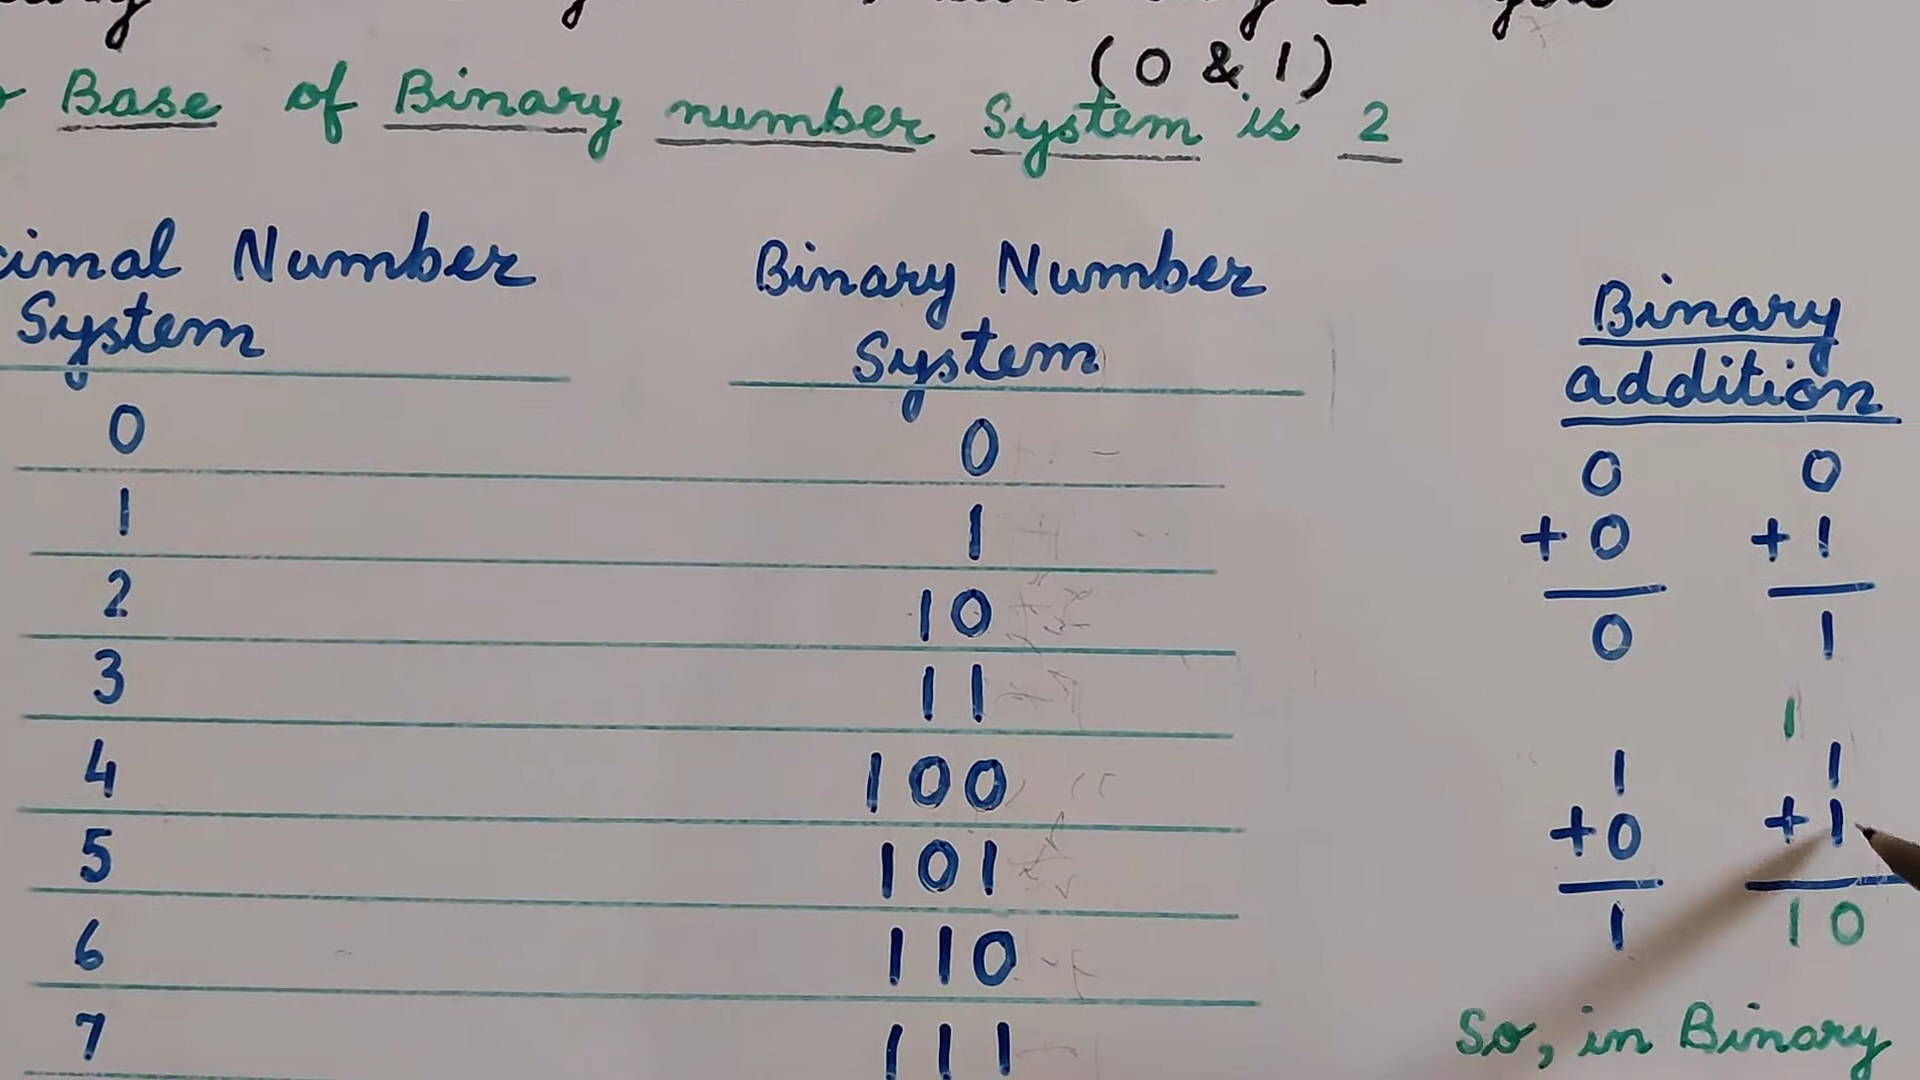 (0 & 1)
Base of Binary number System is 2
Number
System
Binary Number
System
0 0
1 1
2 10
3 11
4 100
5 101
6 110
7 111
Binary
addition
0 0
+0 +1
0 1
1
1 1
+0 +1
1 10
So, in Binary